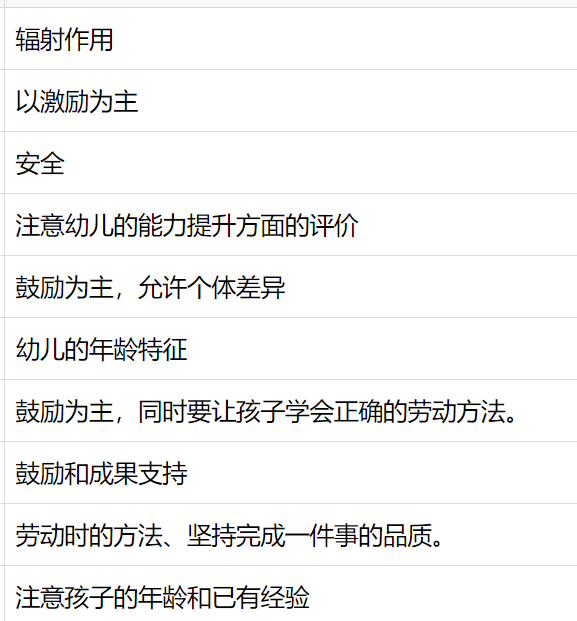 辐射作用
以激励为主
安全
注意幼儿的能力提升方面的评价
鼓励为主，允许个体差异
幼儿的年龄特征
鼓励为主，同时要让孩子学会正确的劳动方法。
鼓励和成果支持
劳动时的方法、坚持完成一件事的品质。
注意孩子的年龄和已有经验